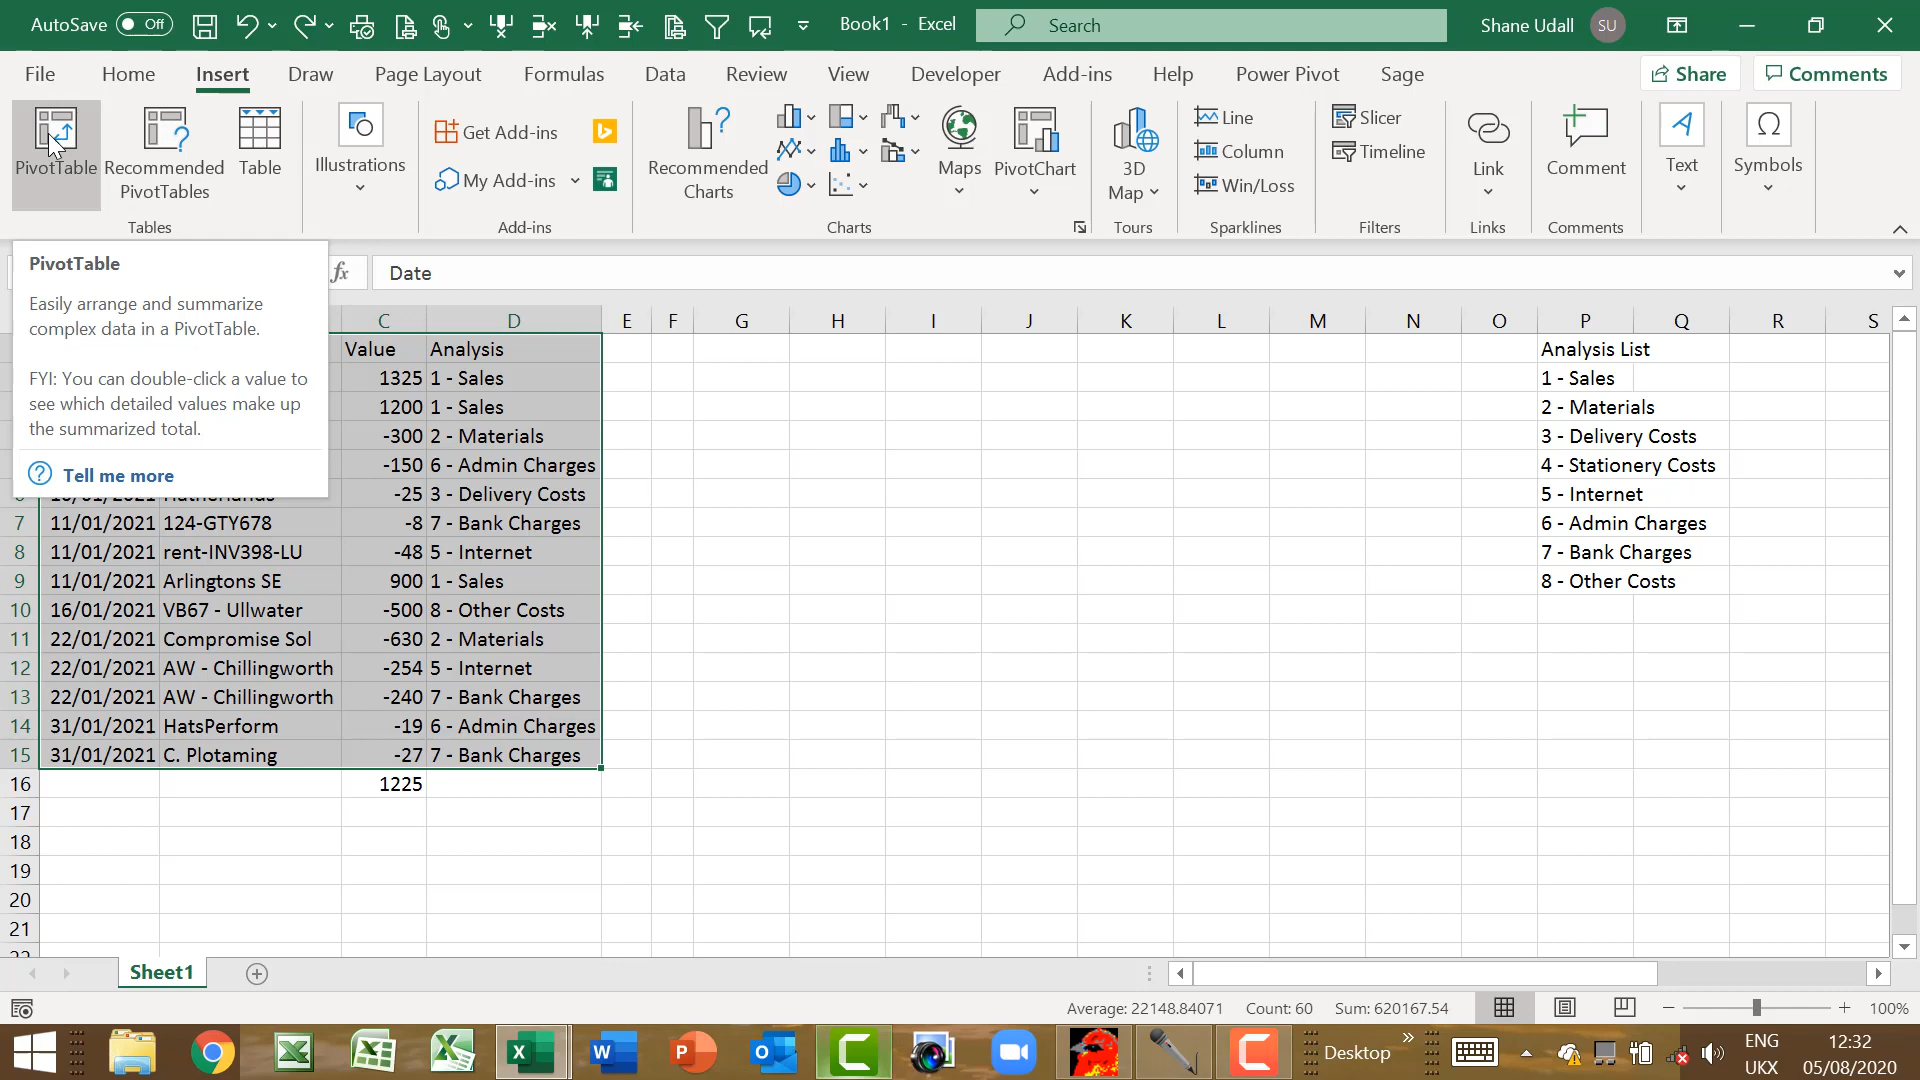 AutoSave Off Book1 - Excel Search Shane Udall SU
File Home Insert Draw Page Layout Formulas Data Review View Developer Add-ins Help Power Pivot Sage Share Comments
PivotTable
Recommended PivotTables
Table
Illustrations
Get Add-ins
My Add-ins
Recommended Charts
Maps
PivotChart
3D Map
Line
Column
Win/Loss
Slicer
Timeline
Link
Comment
Text
Symbols
Tables Add-ins Charts Tours Sparklines Filters Links Comments
PivotTable
Easily arrange and summarize
complex data in a PivotTable.
FYI: You can double-click a value to
see which detailed values make up
the summarized total.
Tell me more
fx Date
C D E F G H I J K L M N O P Q R S
Value Analysis Analysis List
1325 1 - Sales 1 - Sales
1200 1 - Sales 2 - Materials
-300 2 - Materials 3 - Delivery Costs
-150 6 - Admin Charges 4 - Stationery Costs
-25 3 - Delivery Costs 5 - Internet
7 11/01/2021 124-GTY678 -8 7 - Bank Charges 6 - Admin Charges
8 11/01/2021 rent-INV398-LU -48 5 - Internet 7 - Bank Charges
9 11/01/2021 Arlingtons SE 900 1 - Sales 8 - Other Costs
10 16/01/2021 VB67 - Ullwater -500 8 - Other Costs
11 22/01/2021 Compromise Sol -630 2 - Materials
12 22/01/2021 AW - Chillingworth -254 5 - Internet
13 22/01/2021 AW - Chillingworth -240 7 - Bank Charges
14 31/01/2021 HatsPerform -19 6 - Admin Charges
15 31/01/2021 C. Plotaming -27 7 - Bank Charges
16 1225
17
18
19
20
21
Sheet1
Average: 22148.84071 Count: 60 Sum: 620167.54 100%
Desktop ENG 12:32
UKX 05/08/2020